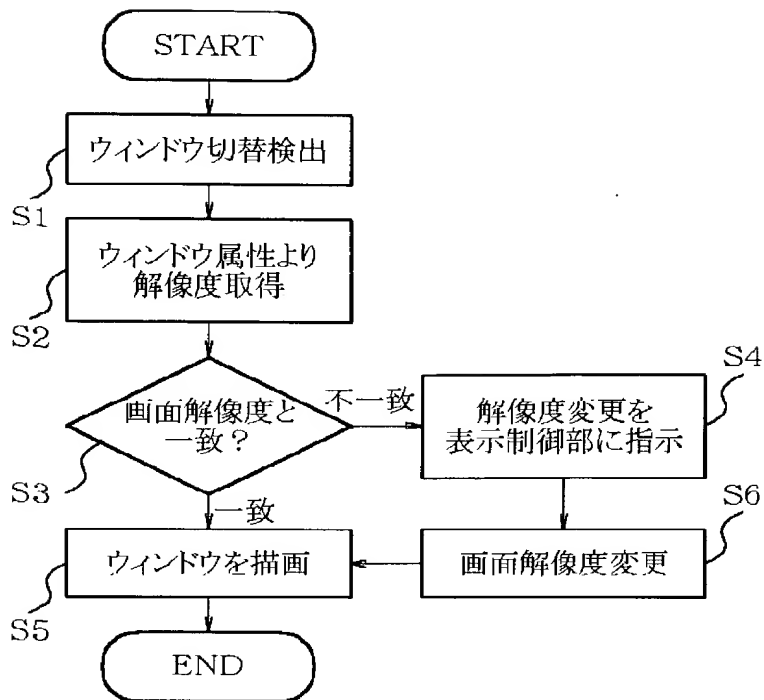 START
ウィンドウ切替検出
S1
ウィンドウ属性より
解像度取得
S2
画面解像度と
一致?
S3
不一致
解像度変更を
表示制御部に指示
S4
一致
ウィンドウを描画
S5
画面解像度変更
S6
END